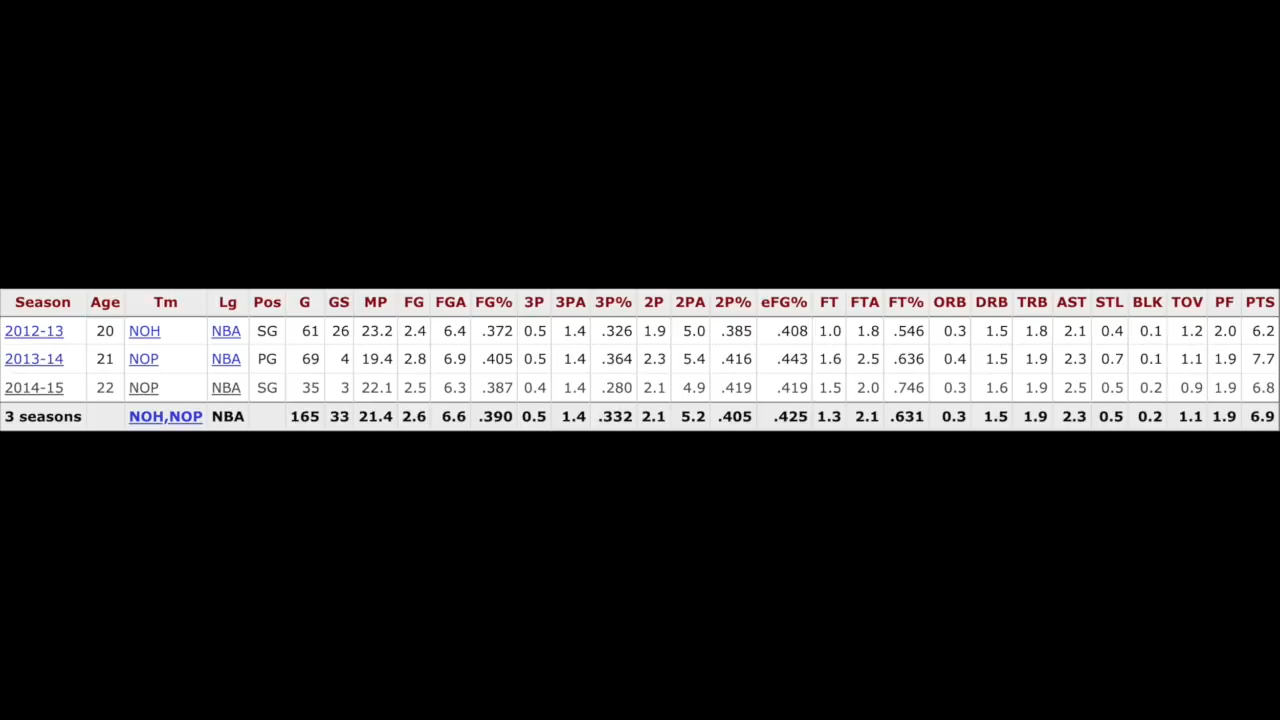 Season Age Tm Lg Pos G GS MP FG FGA FG% 3P 3PA 3P% 2P 2PA 2P% eFG% FT FTA FT% ORB DRB TRB AST STL BLK TOV PF PTS
2012-13 20 NOH NBA SG 61 26 23.2 2.4 6.4 .372 0.5 1.4 .326 1.9 5.0 .385 .408 1.0 1.8 .546 0.3 1.5 1.8 2.1 0.4 0.1 1.2 2.0 6.2
2013-14 21 NOP NBA PG 69 4 19.4 2.8 6.9 .405 0.5 1.4 .364 2.3 5.4 .416 .443 1.6 2.5 .636 0.4 1.5 1.9 2.3 0.7 0.1 1.1 1.9 7.7
2014-15 22 NOP NBA SG 35 3 22.1 2.5 6.3 .387 0.4 1.4 .280 2.1 4.9 .419 .419 1.5 2.0 .746 0.3 1.6 1.9 2.5 0.5 0.2 0.9 1.9 6.8
3 seasons NOH,NOP NBA 165 33 21.4 2.6 6.6 .390 0.5 1.4 .332 2.1 5.2 .405 .425 1.3 2.1 .631 0.3 1.5 1.9 2.3 0.5 0.2 1.1 1.9 6.9